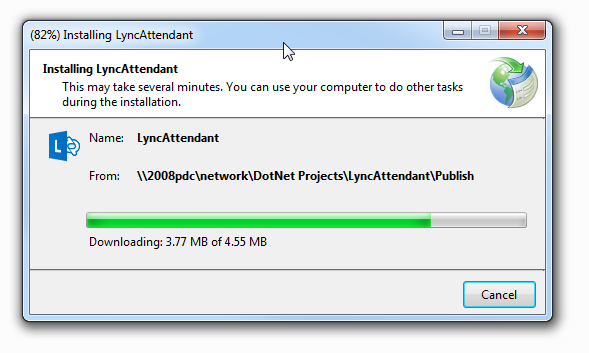 (82%) Installing LyncAttendant
Installing LyncAttendant
This may take several minutes. You can use your computer to do other tasks
during the installation.
Name: LyncAttendant
From: \\2008pdc\network\DotNet Projects\LyncAttendant\Publish
Downloading: 3.77 MB of 4.55 MB
Cancel